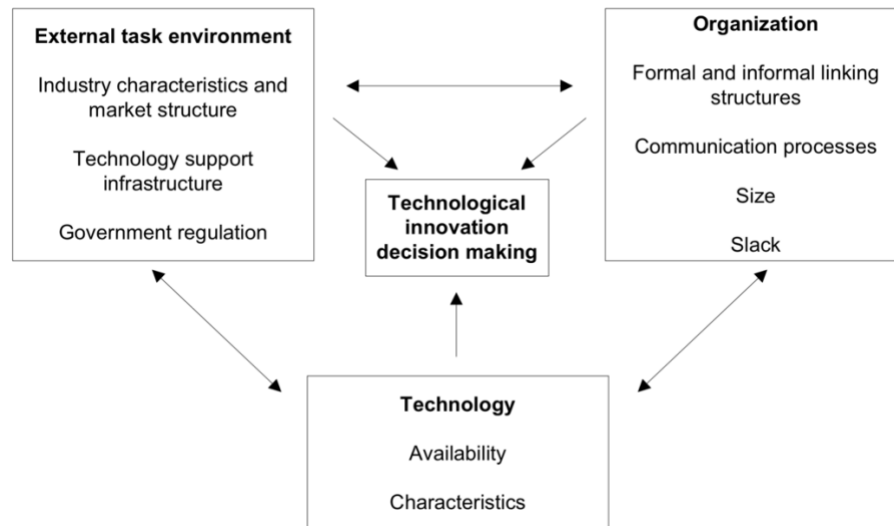 External task environment
Industry characteristics and
market structure
Technology support
infrastructure
Government regulation
Organization
Formal and informal linking
structures
Communication processes
Size
Slack
Technological
innovation
decision making
Technology
Availability
Characteristics